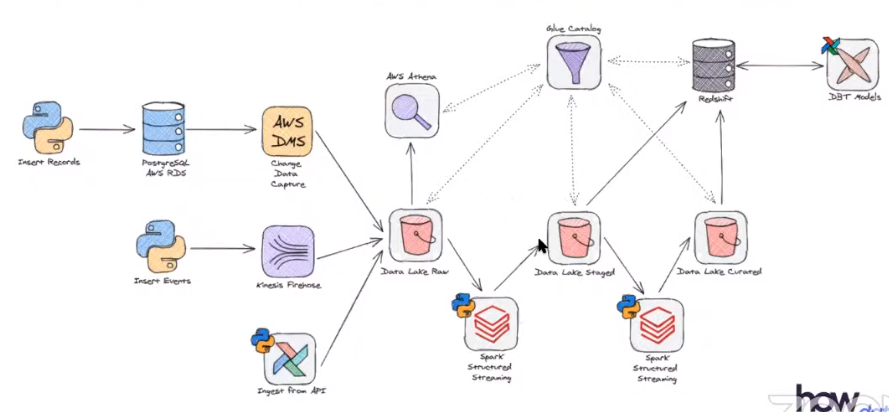 Glue Catalog
AWS Athena
Redshift
DBT Models
AWS
DMS
Insert Records
PostgreSQL
AWS RDS
Change
Data
Capture
Insert Events
Kinesis Firehose
Data Lake Raw
Data Lake Staged
Data Lake Curated
Spark
Structured
Streaming
Spark
Structured
Streaming
Ingest from API
how